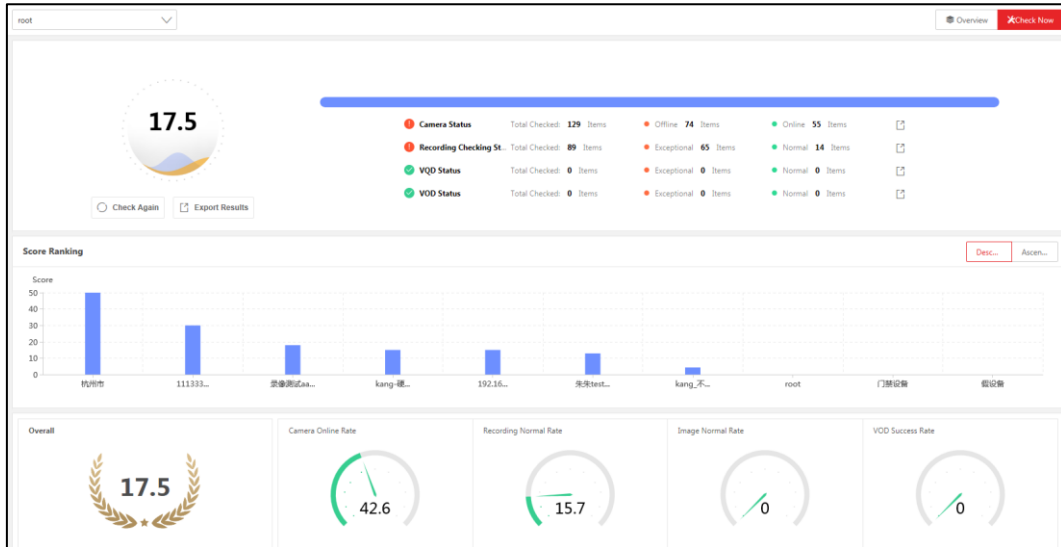 root
Overview Check Now
17.5
Camera Status Total Checked: 129 Items Offline 74 Items Online 55 Items
Recording Checking St... Total Checked: 89 Items Exceptional 65 Items Normal 14 Items
VQD Status Total Checked: 0 Items Exceptional 0 Items Normal 0 Items
VOD Status Total Checked: 0 Items Exceptional 0 Items Normal 0 Items
Check Again Export Results
Score Ranking Desc... Ascen...
Score
50
40
30
20
10
0
杭州市 111333... 录像测试aa... kang-硬... 192.16... 朱朱test... kang_不... root 门禁设备 假设备
Overall Camera Online Rate Recording Normal Rate Image Normal Rate VOD Success Rate
17.5 42.6 15.7 0 0